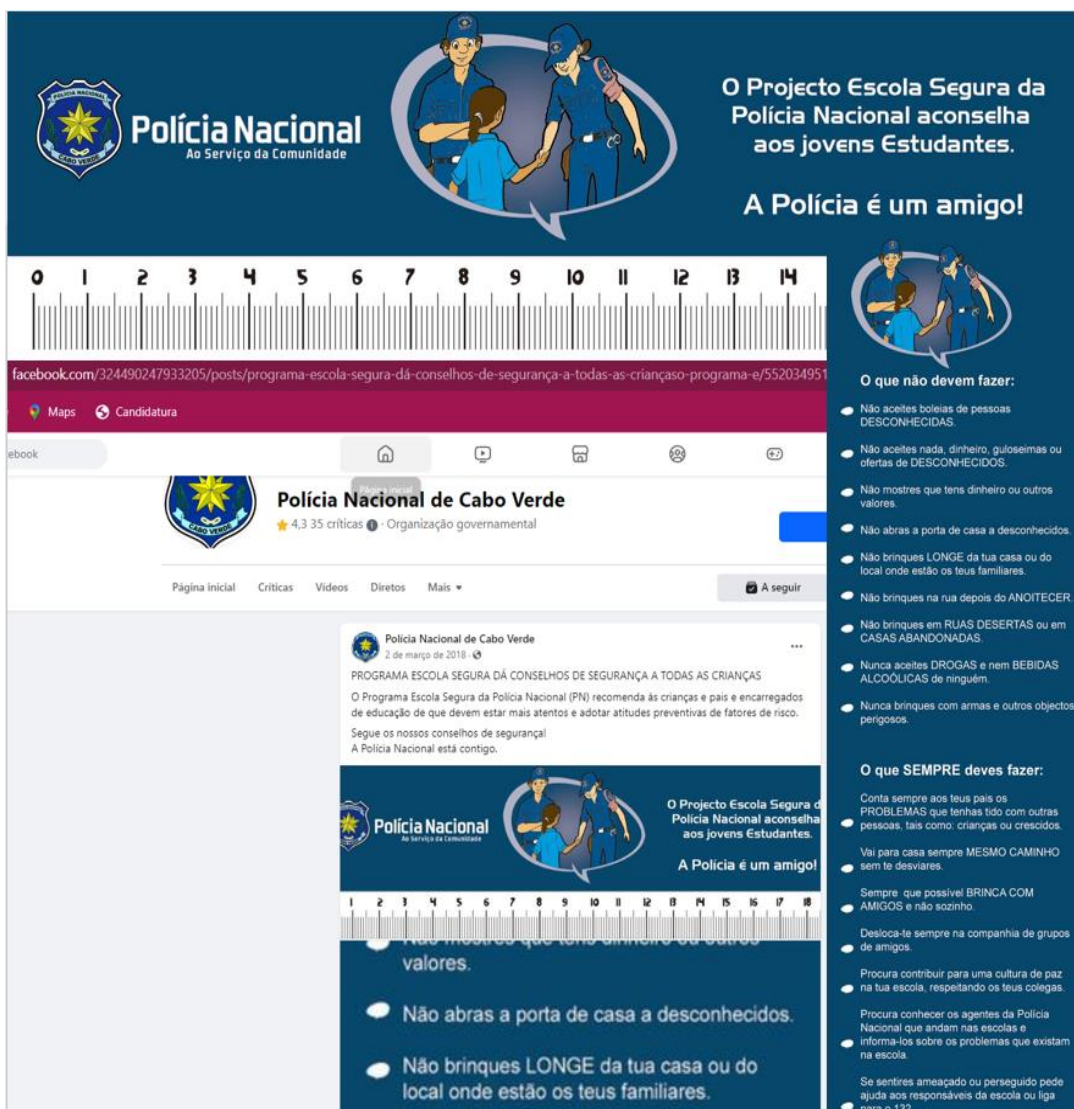 POLÍCIA NACIONAL
CABO VERDE
Polícia Nacional
Ao Serviço da Comunidade
O Projecto Escola Segura da
Polícia Nacional aconselha
aos jovens Estudantes.
A Polícia é um amigo!
0 1 2 3 4 5 6 7 8 9 10 11 12 13 14
facebook.com/324490247933205/posts/programa-escola-segura-dá-conselhos-de-segurança-a-todas-as-criançaso-programa-e/552034951
Maps Candidatura
ebook
Página inicial
CABO VERDE
Polícia Nacional de Cabo Verde
4,3 35 críticas · Organização governamental
Página inicial Críticas Vídeos Diretos Mais
A seguir
Polícia Nacional de Cabo Verde
2 de março de 2018 ·
PROGRAMA ESCOLA SEGURA DÁ CONSELHOS DE SEGURANÇA A TODAS AS CRIANÇAS
O Programa Escola Segura da Polícia Nacional (PN) recomenda ás crianças e pais e encarregados
de educação de que devem estar mais atentos e adotar atitudes preventivas de fatores de risco.
Segue os nossos conselhos de segurança!
A Polícia Nacional está contigo.
Polícia Nacional
Ao Serviço da Comunidade
O Projecto Escola Segura d
Polícia Nacional aconselha
aos jovens Estudantes.
A Polícia é um amigo!
1 2 3 4 5 6 7 8 9 10 11 12 13 14 15 16 17 18
Não mostres que tens dinheiro ou outros
valores.
Não abras a porta de casa a desconhecidos.
Não brinques LONGE da tua casa ou do
local onde estão os teus familiares.
O que não devem fazer:
Não aceites boleias de pessoas
DESCONHECIDAS.
Não aceites nada, dinheiro, guloseimas ou
ofertas de DESCONHECIDOS.
Não mostres que tens dinheiro ou outros
valores.
Não abras a porta de casa a desconhecidos.
Não brinques LONGE da tua casa ou do
local onde estão os teus familiares.
Não brinques na rua depois do ANOITECER.
Não brinques em RUAS DESERTAS ou em
CASAS ABANDONADAS.
Nunca aceites DROGAS e nem BEBIDAS
ALCOÓLICAS de ninguém.
Nunca brinques com armas e outros objectos
perigosos.
O que SEMPRE deves fazer:
Conta sempre aos teus pais os
PROBLEMAS que tenhas tido com outras
pessoas, tais como: crianças ou crescidos.
Vai para casa sempre MESMO CAMINHO
sem te desviares.
Sempre que possível BRINCA COM
AMIGOS e não sozinho.
Desloca-te sempre na companhia de grupos
de amigos.
Procura contribuir para uma cultura de paz
na tua escola, respeitando os teus colegas.
Procura conhecer os agentes da Polícia
Nacional que andam nas escolas e
informa-los sobre os problemas que existam
na escola.
Se sentires ameaçado ou perseguido pede
ajuda aos responsáveis da escola ou liga
para o 132